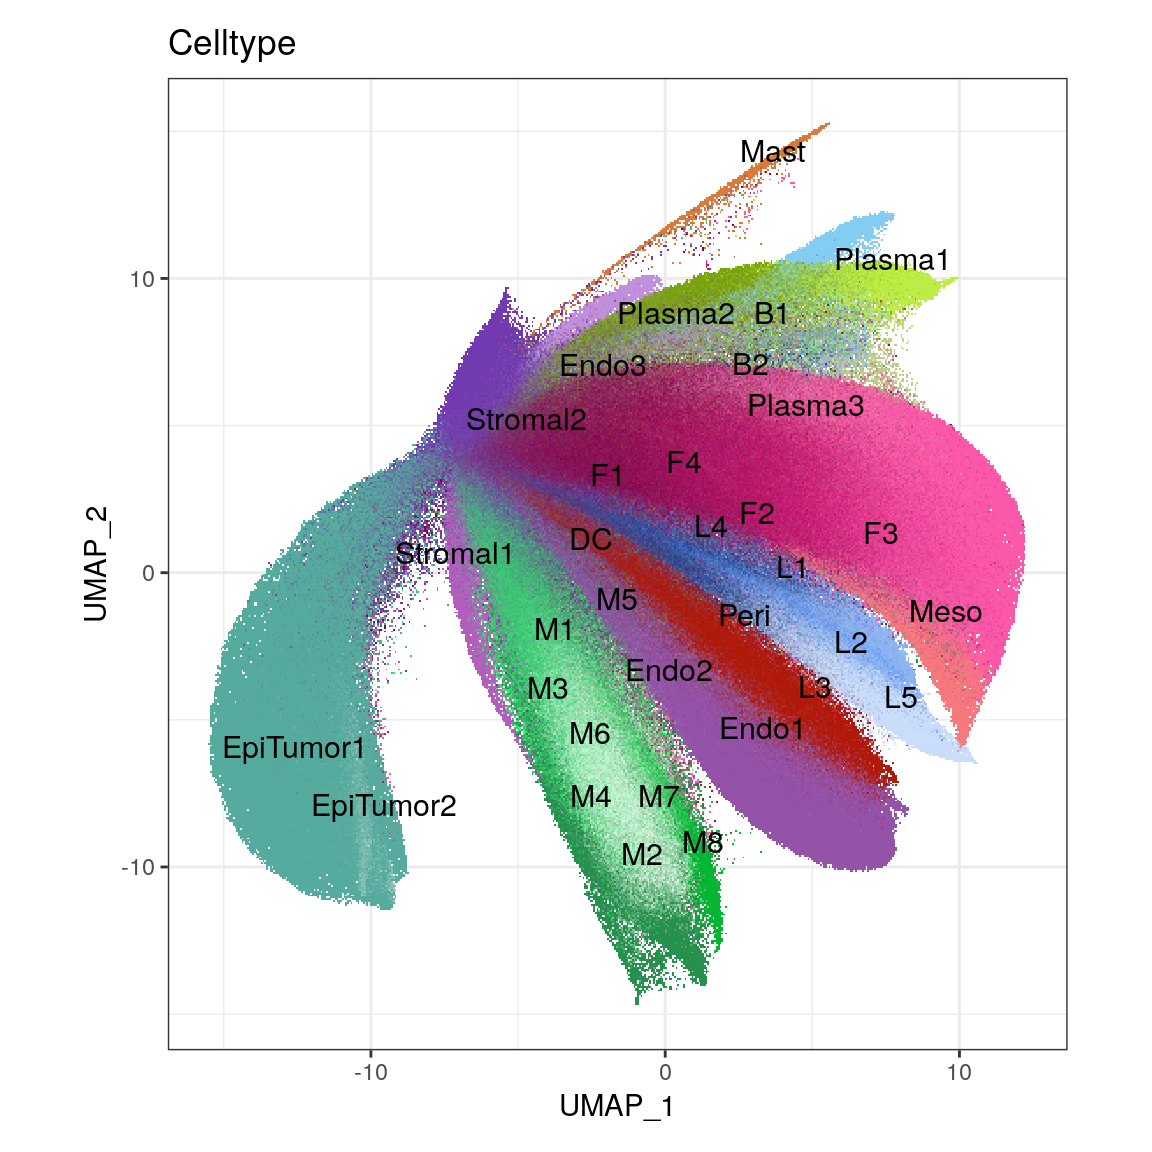 Celltype
Mast
Plasma1
10
Plasma2 B1
Endo3 B2
Plasma3
Stromal2
F4
F1
F2
L4
F3
DC
Stromal1
L1
UMAP_2
0
M5
Meso
Peri
M1
L2
Endo2
M3
L3
L5
Endo1
M6
EpiTumor1
M4 M7
EpiTumor2
M8
M2
-10
-10 0 10
UMAP_1